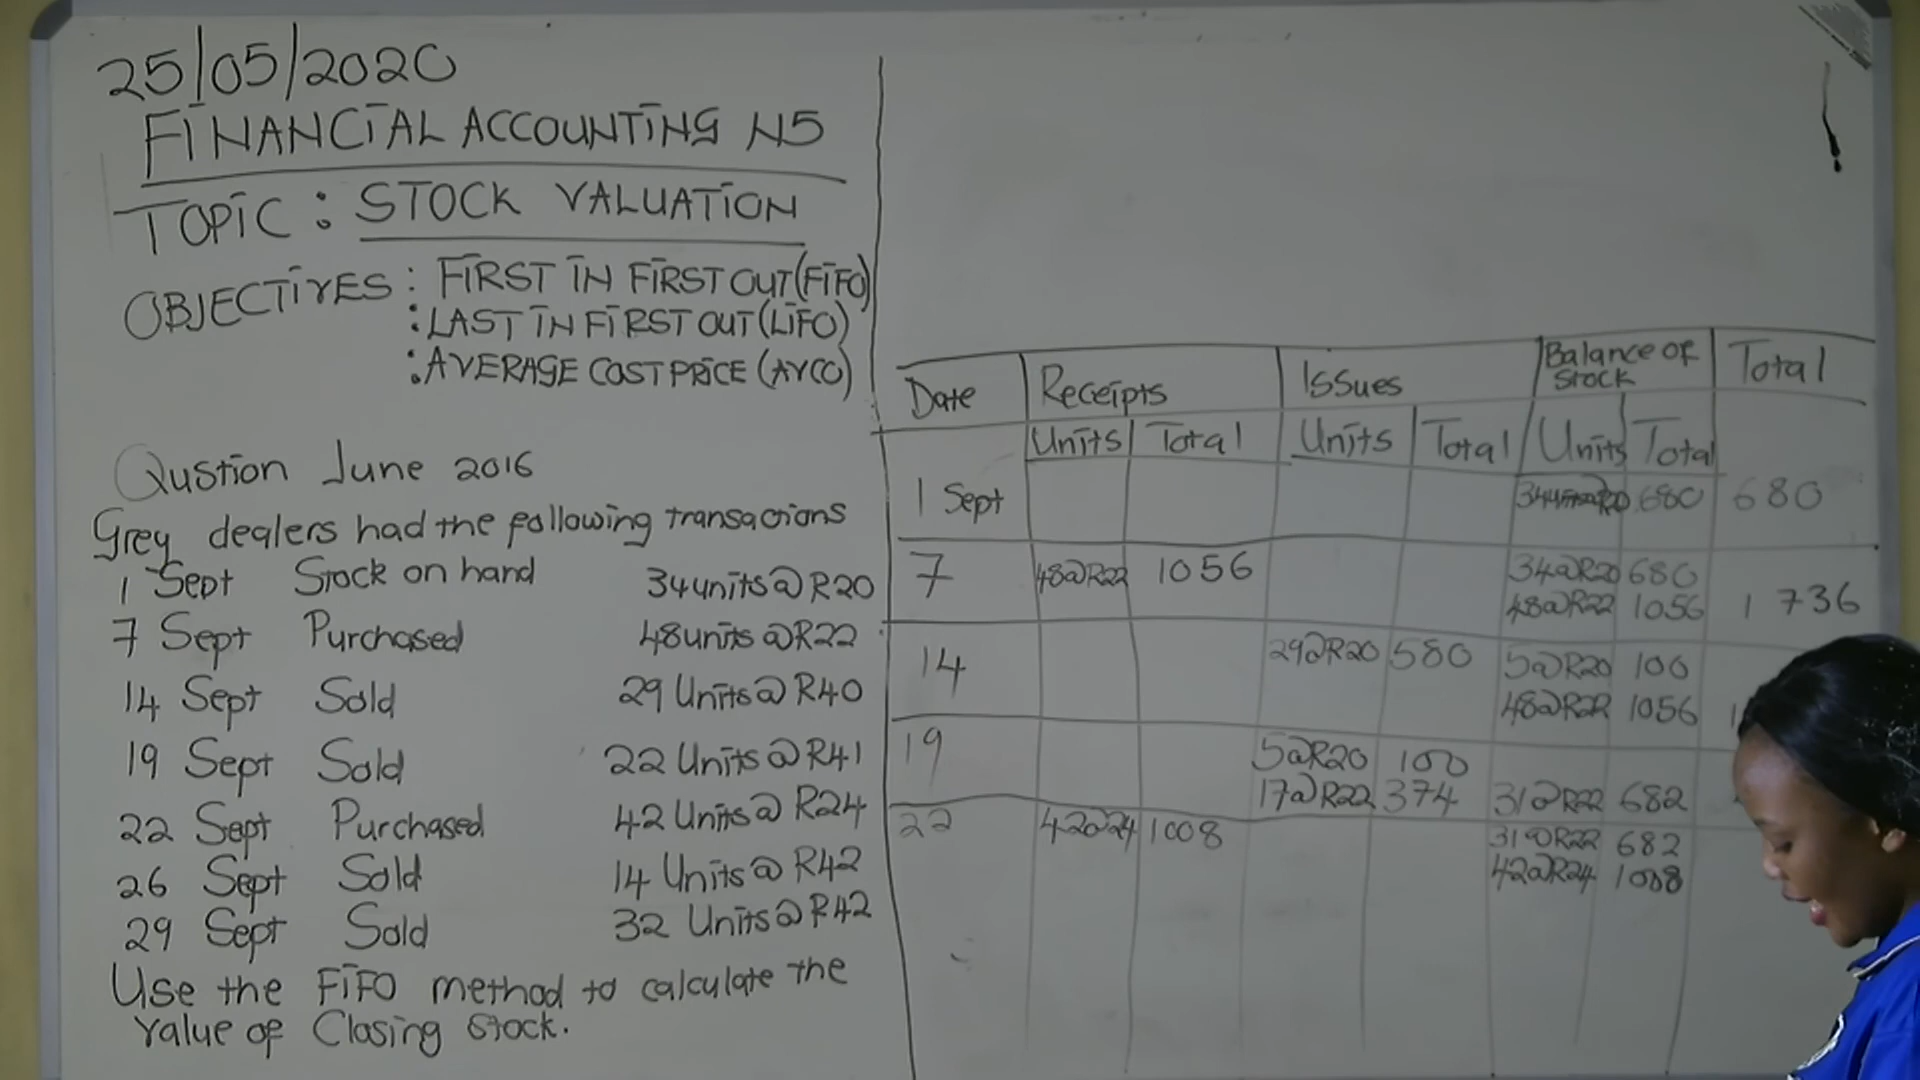 25/05/2020
FINANCIAL ACCOUNTING N5
TOPIC : STOCK VALUATION
OBJECTIVES : FIRST IN FIRST OUT (FIFO)
: LAST IN FIRST OUT (LIFO)
: AVERAGE COST PRICE (AVCO)
Qustion June 2016
Grey dealers had the following transactions
1 Sept Stock on hand 34 units @ R20
7 Sept Purchased 48 units @ R22
14 Sept Sold 29 Units @ R40
19 Sept Sold 22 Units @ R41
22 Sept Purchased 42 Units @ R24
26 Sept Sold 14 Units @ R42
29 Sept Sold 32 Units @ R42
Use the FIFO method to calculate the
value of Closing stock.
Date Receipts Issues Balance of stock Total
Units Total Units Total Units Total
1 Sept 680 680
7 48@R22 1056 34@R20 680
48@R22 1056 1 736
14 29@R20 580 5@R20 100
48@R22 1056
19 5@R20 100
17@R22 374 31@R22 682
22 42@24 1008 31@R22 682
42@R24 1008